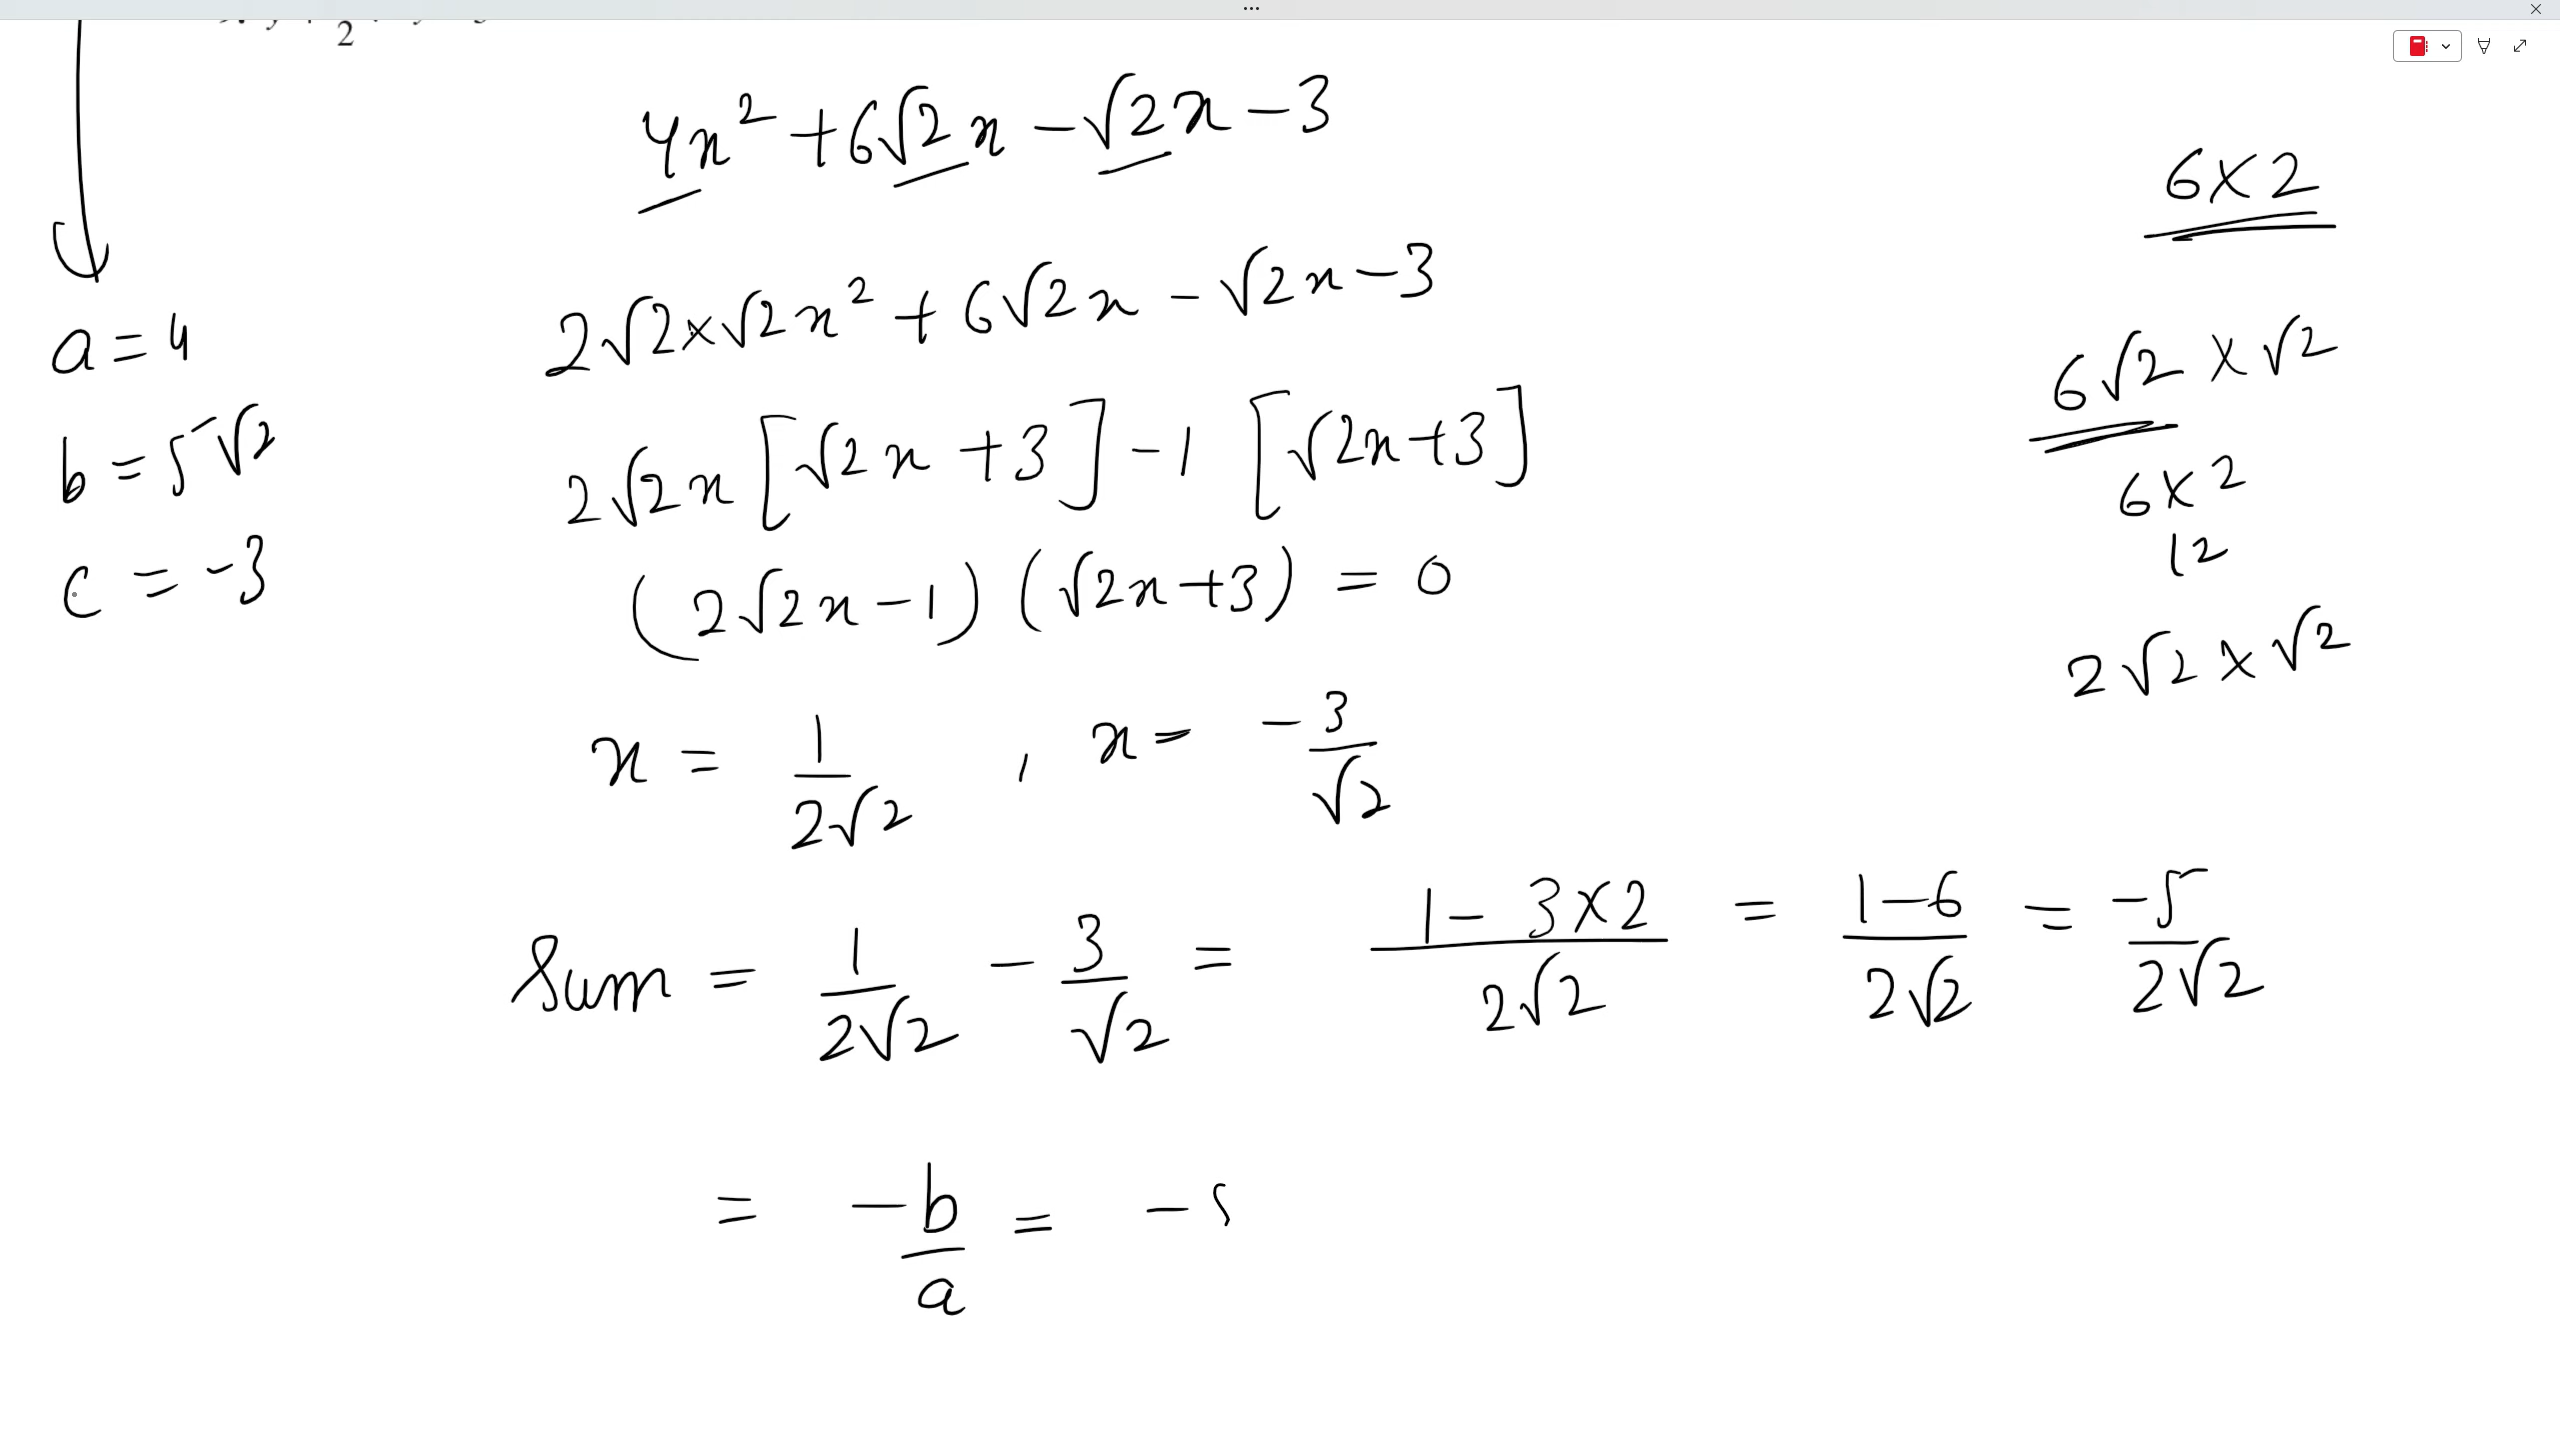 2
4x² + 6√2x - √2x - 3
2√2×√2x² + 6√2x - √2x - 3
2√2x [√2x + 3] - 1 [√2x + 3]
(2√2x - 1) (√2x + 3) = 0
x = 1/2√2 , x = -3/√2
Sum = 1/2√2 - 3/√2 = 1 - 3×2/2√2 = 1-6/2√2 = -5/2√2
= -b/a = -
a = 4
b = 5√2
c = -3
6×2
6√2 × √2
6×2
12
2√2 × √2